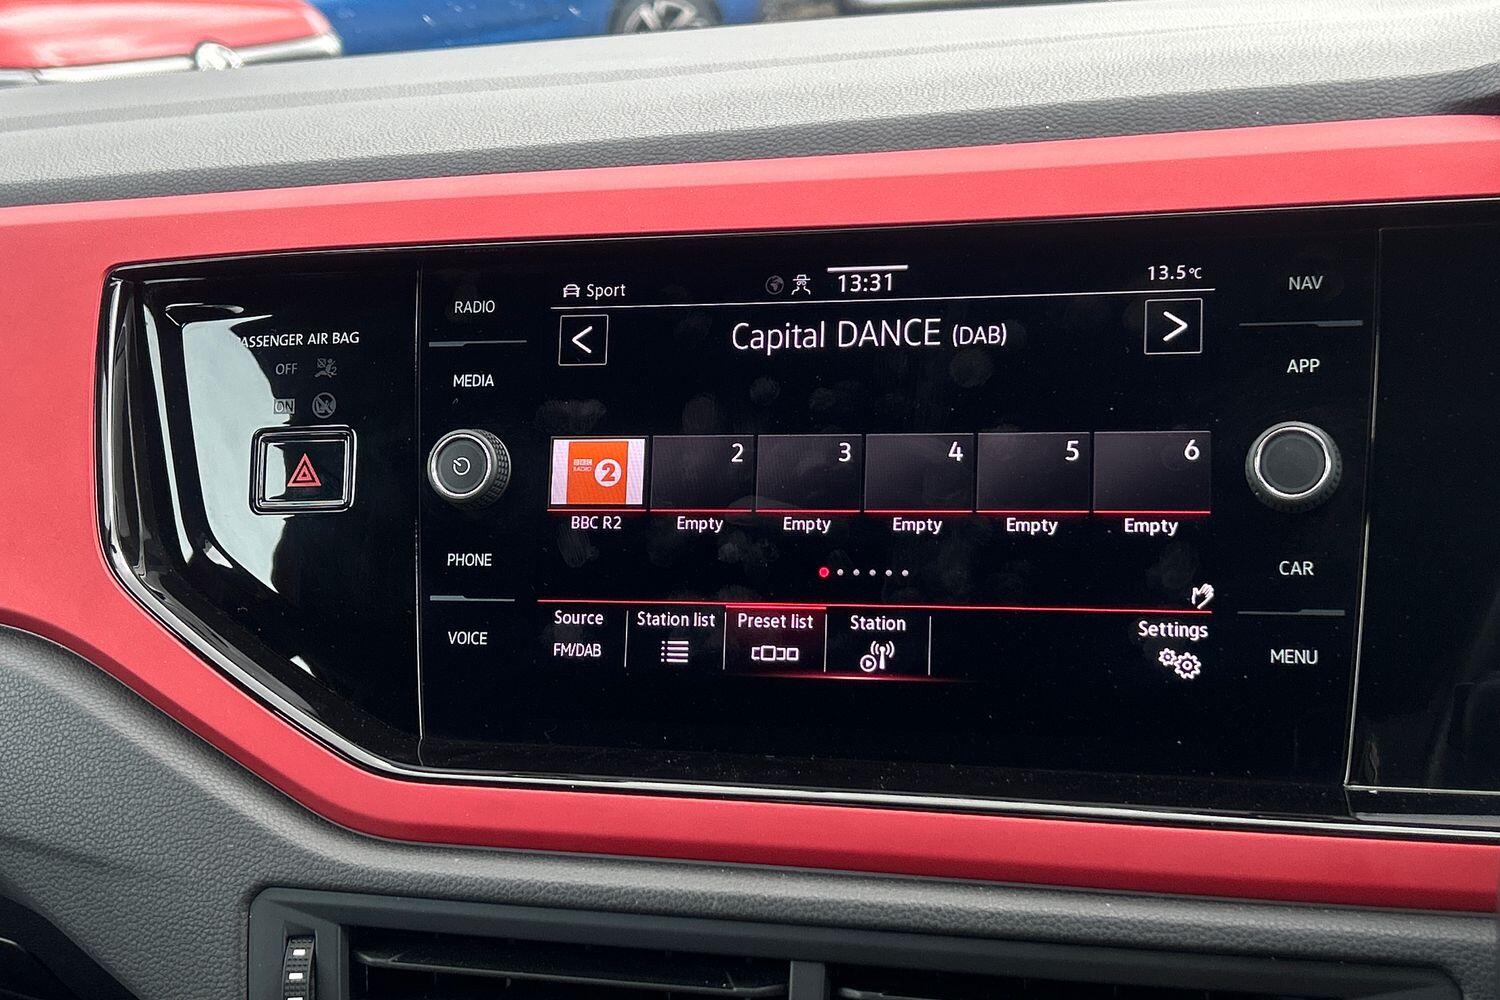 PASSENGER AIR BAG
OFF
ON
RADIO
MEDIA
PHONE
VOICE
Sport
13:31
13.5°C
< Capital DANCE (DAB) >
BBC
RADIO
2
2
3
4
5
6
BBC R2
Empty
Empty
Empty
Empty
Empty
Source
FM/DAB
Station list
Preset list
Station
Settings
NAV
APP
CAR
MENU